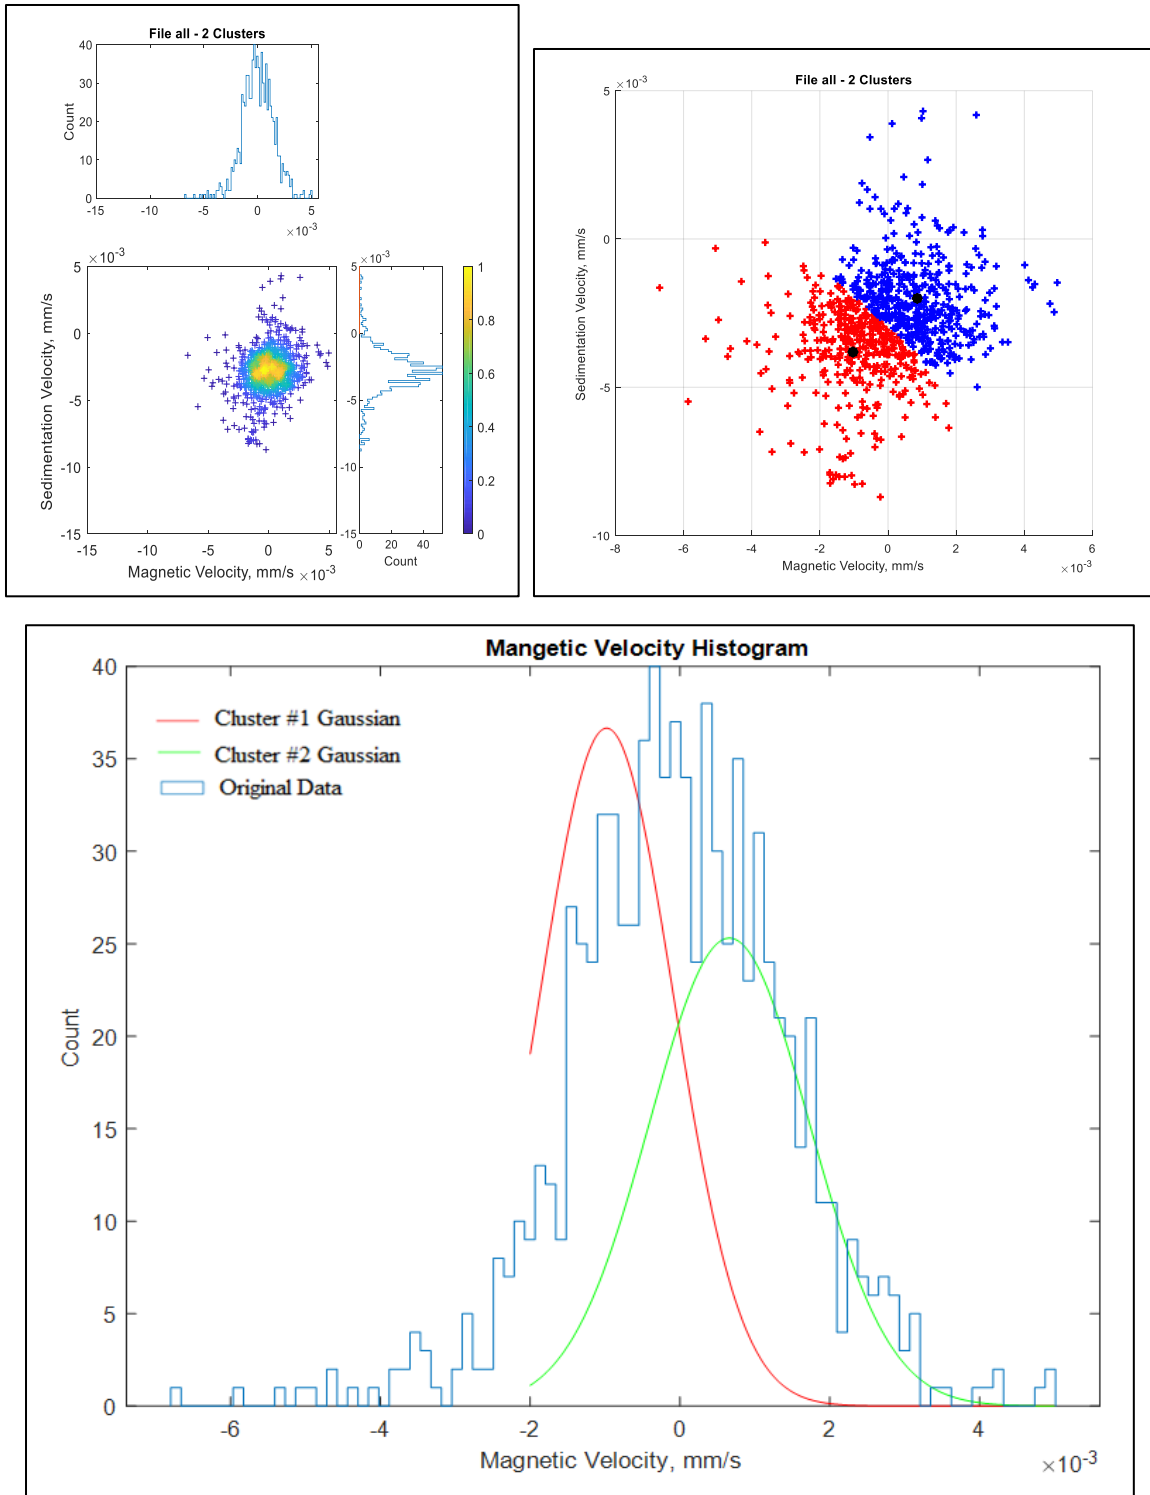 File all - 2 Clusters
40
30
20
10
0
Count
-15 -10 -5 0 5
×10⁻³
×10⁻³
5
0
-5
-10
-15
Sedimentation Velocity, mm/s
-15 -10 -5 0 5
Magnetic Velocity, mm/s ×10⁻³
×10⁻³
5
0
-5
-10
-15
0 20 40
Count
1
0.8
0.6
0.4
0.2
0
File all - 2 Clusters
×10⁻³
5
0
-5
-10
Sedimentation Velocity, mm/s
-8 -6 -4 -2 0 2 4 6
Magnetic Velocity, mm/s
×10⁻³
Mangetic Velocity Histogram
40
35
30
25
20
15
10
5
0
Count
Cluster #1 Gaussian
Cluster #2 Gaussian
Original Data
-6 -4 -2 0 2 4
Magnetic Velocity, mm/s
×10⁻³